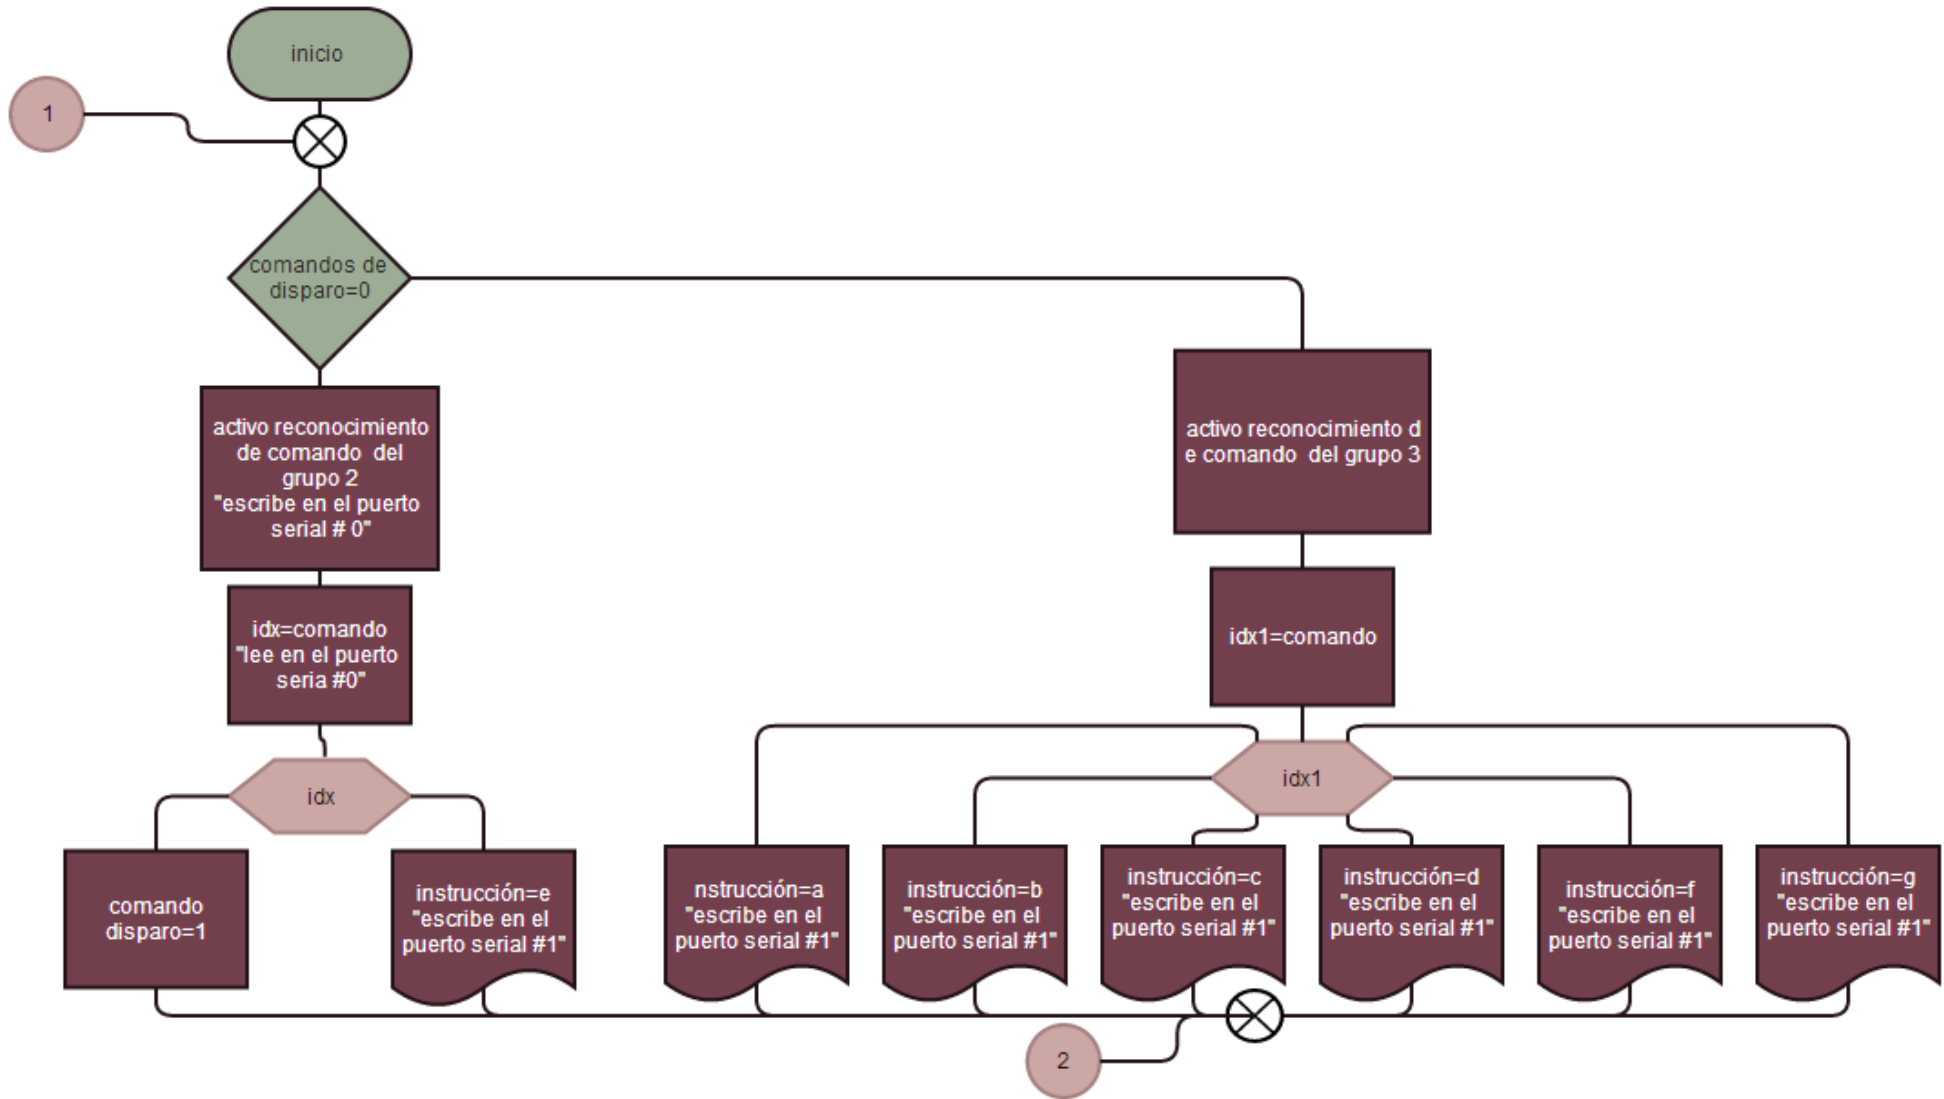 inicio
1
comandos de
disparo=0
activo reconocimiento
de comando del
grupo 2
"escribe en el puerto
serial # 0"
activo reconocimiento d
e comando del grupo 3
idx=comando
"lee en el puerto
seria #0"
idx1=comando
idx
idx1
comando
disparo=1
instrucción=e
"escribe en el
puerto serial #1"
nstrucción=a
"escribe en el
puerto serial #1"
instrucción=b
"escribe en el
puerto serial #1"
instrucción=c
"escribe en el
puerto serial #1"
instrucción=d
"escribe en el
puerto serial #1"
instrucción=f
"escribe en el
puerto serial #1"
instrucción=g
"escribe en el
puerto serial #1"
2